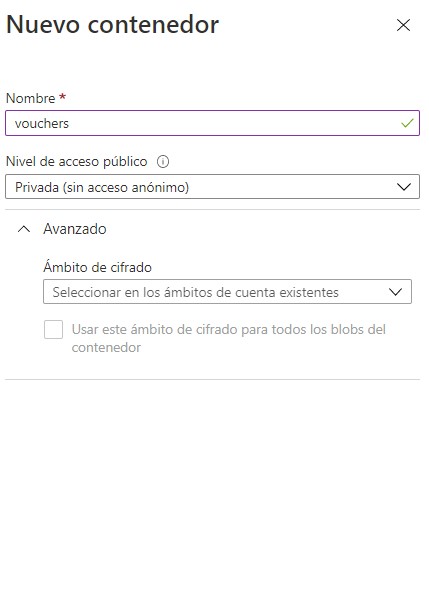 Nuevo contenedor
Nombre *
vouchers
Nivel de acceso público
Privada (sin acceso anónimo)
Avanzado
Ámbito de cifrado
Seleccionar en los ámbitos de cuenta existentes
Usar este ámbito de cifrado para todos los blobs del
contenedor